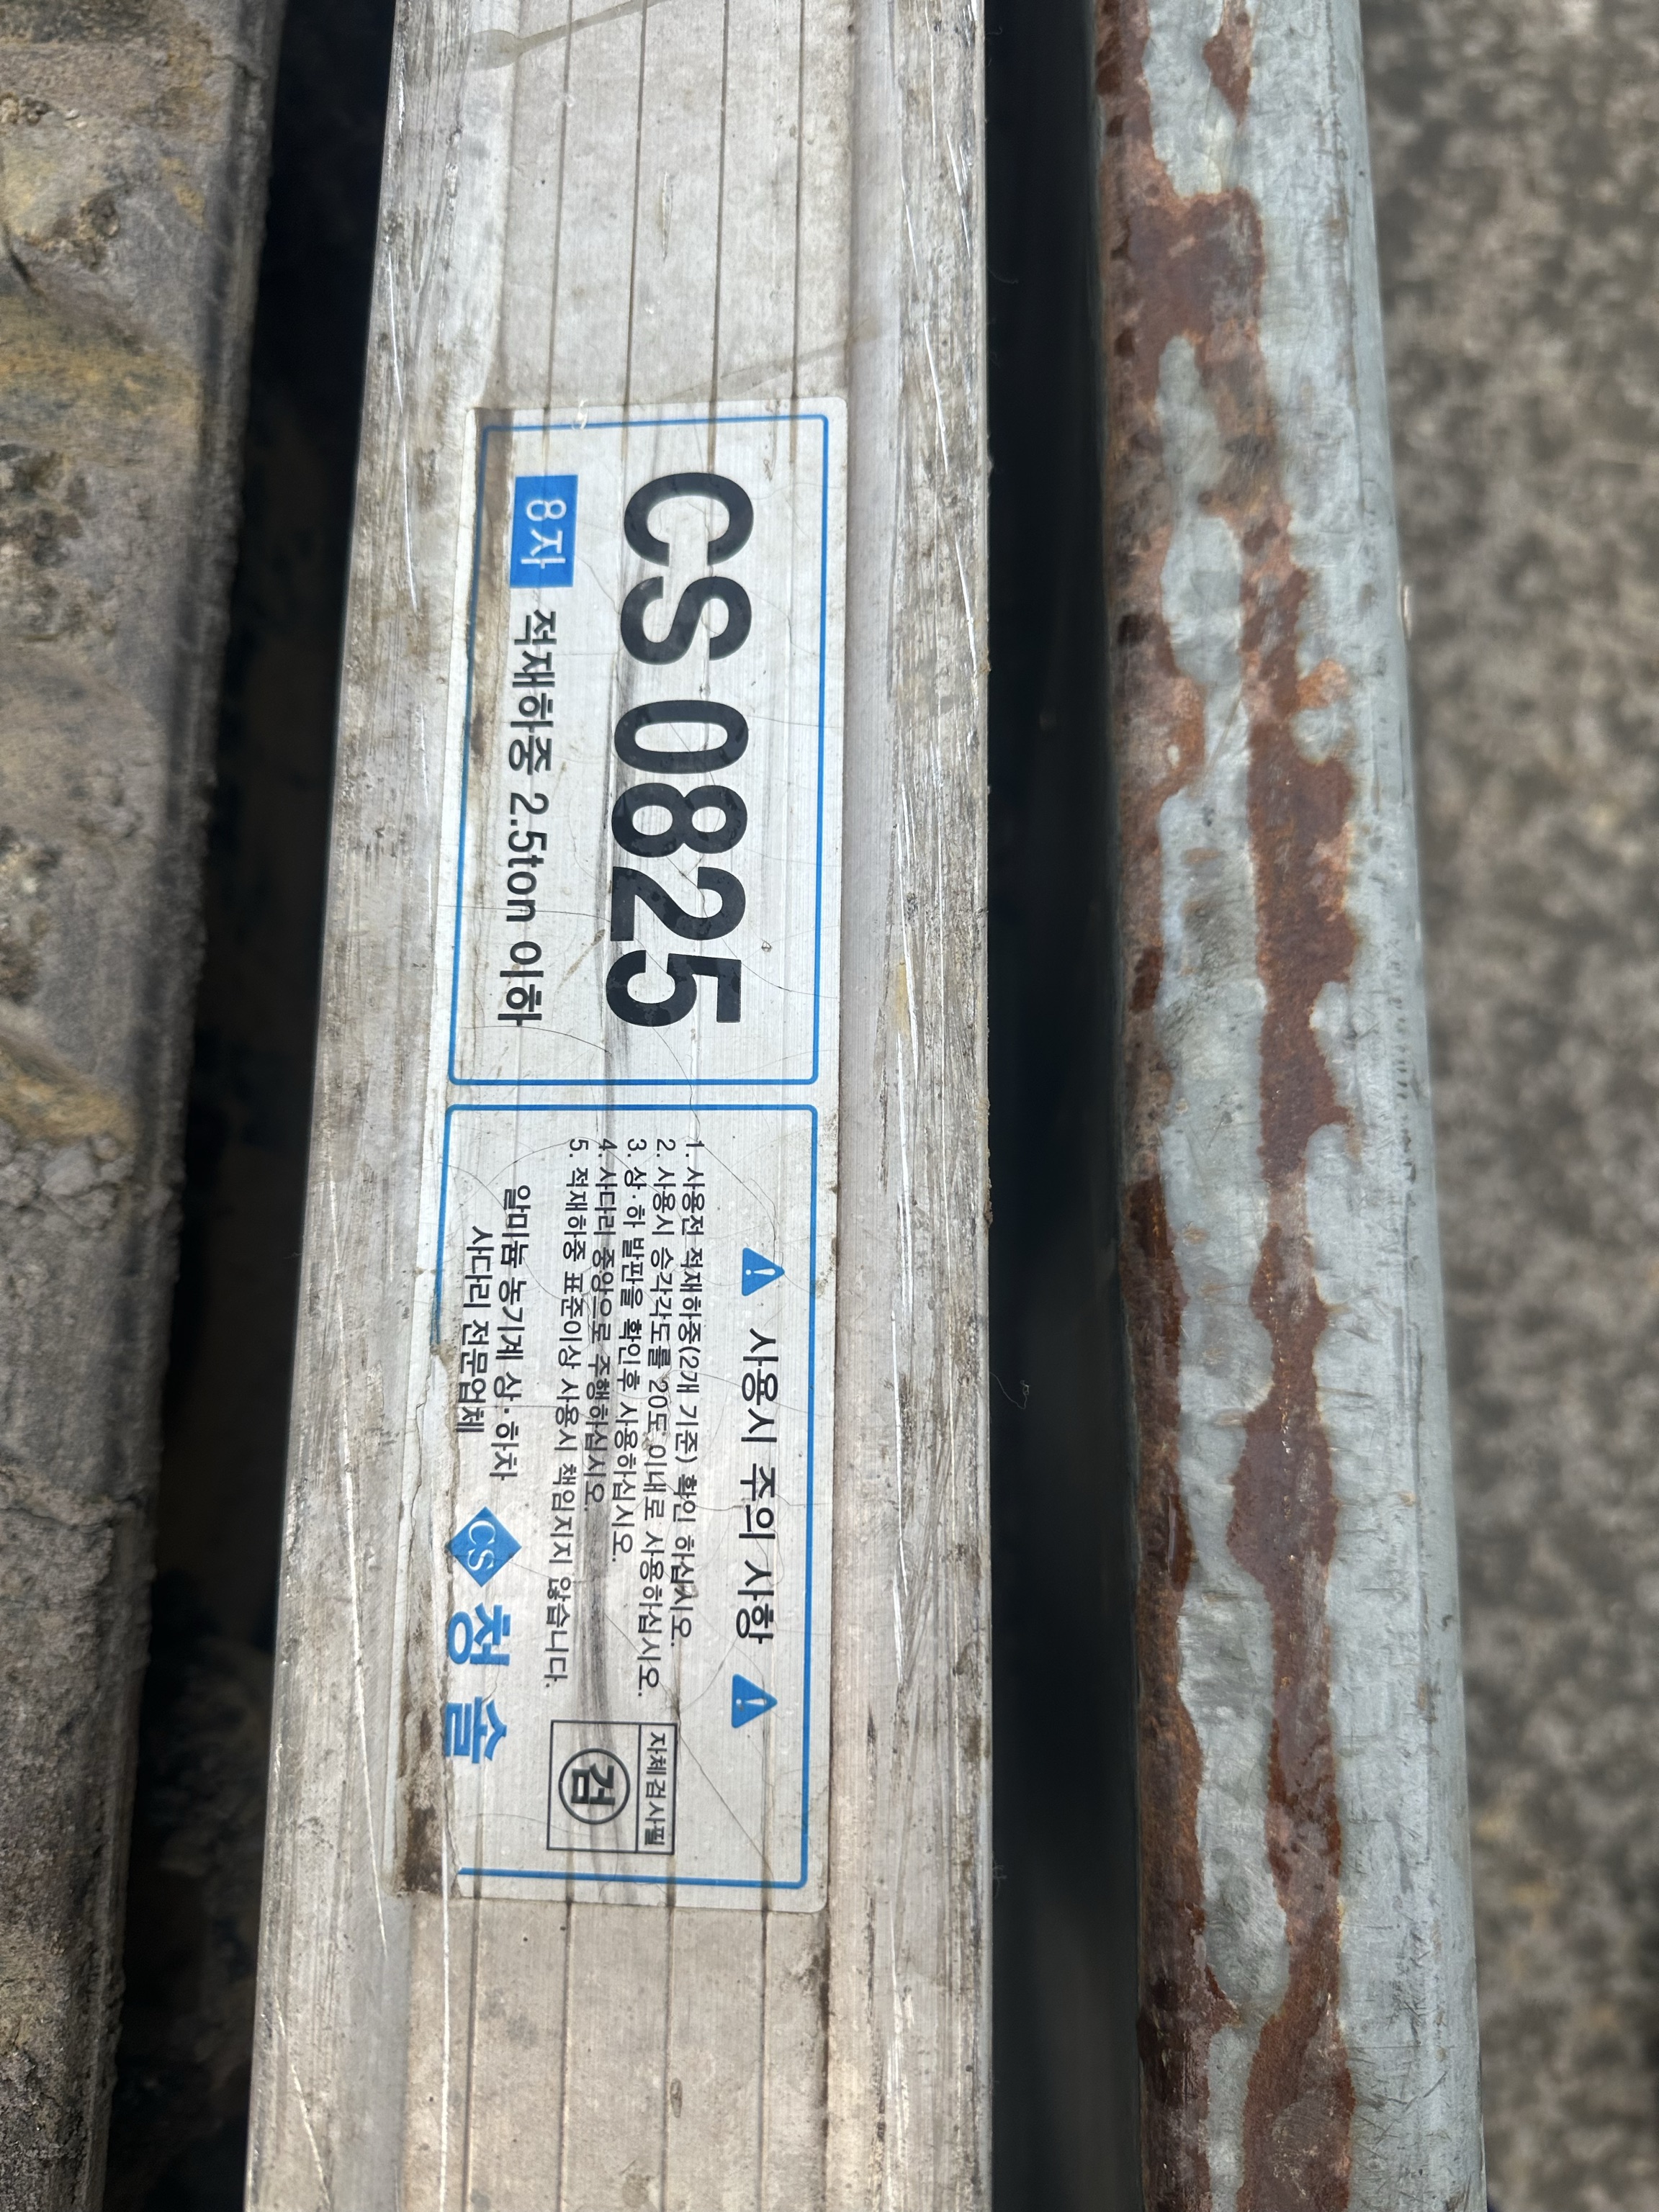 CS 0825
8자 적재하중 2.5ton 이하
사용시 주의 사항
1. 사용전 적재하중(2개 기준) 확인 하십시오.
2. 사용시 승각각도를 20도 이내로 사용하십시오.
3. 상·하 발판을 확인후 사용하십시오.
4. 사다리 중앙으로 주행하십시오.
5. 적재하중 표준이상 사용시 책임지지 않습니다.
자체검사필
검
알미늄 농기계 상·하차
사다리 전문업체
CS 청솔